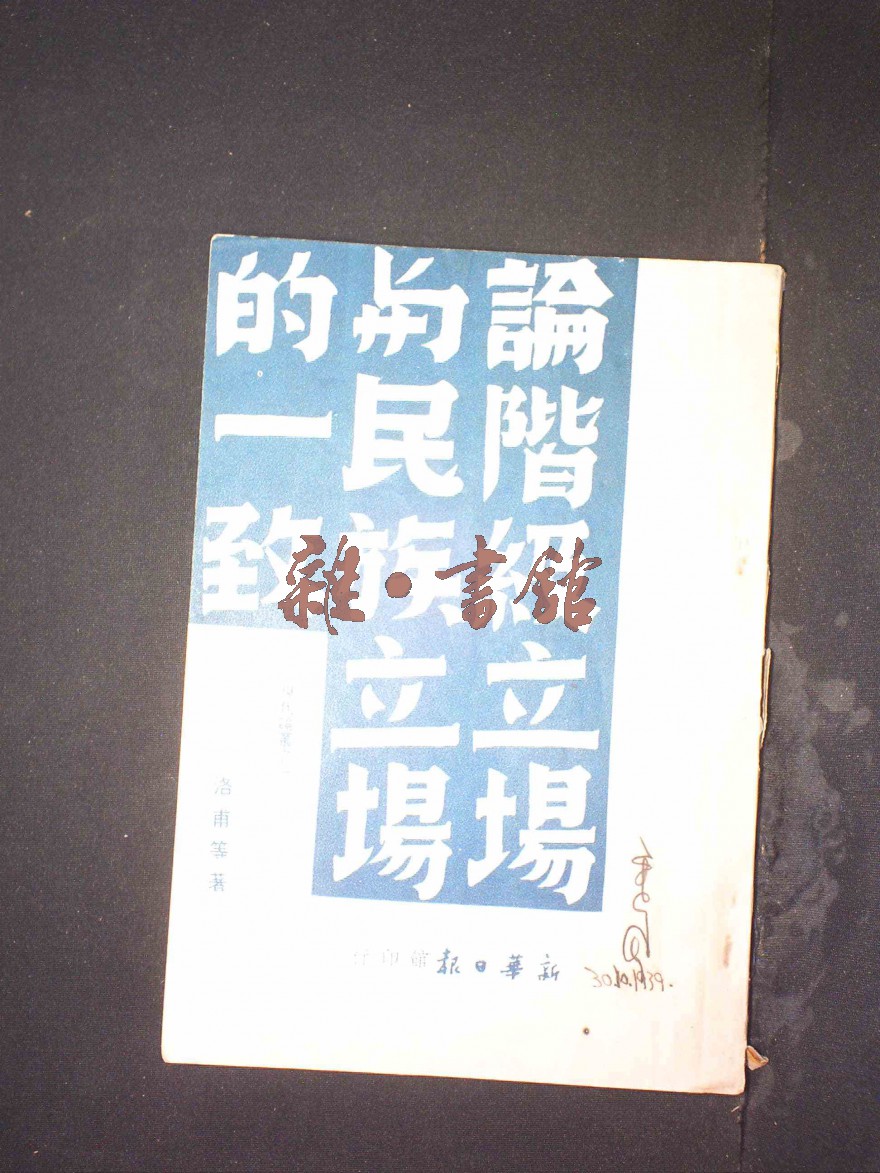 論階級立場
與民族立場
的一致
洛甫等著
新華日報館印行
30.10.1939.
雜·書館